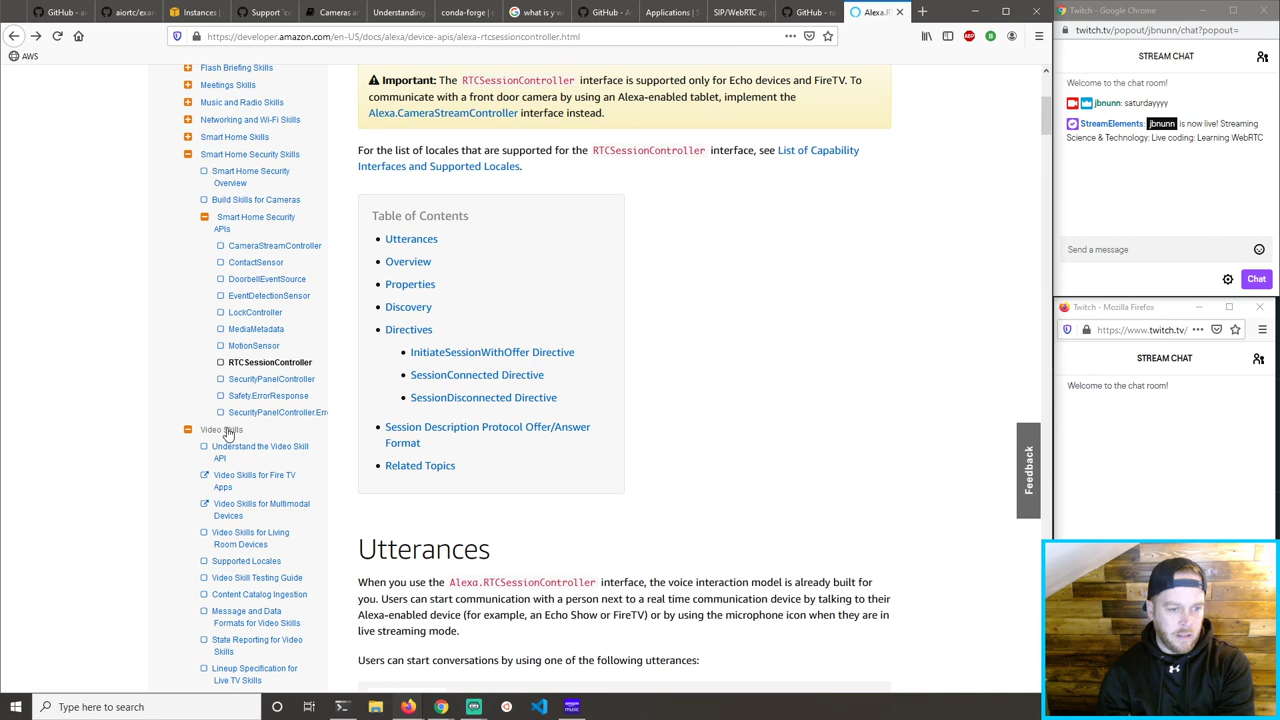 GitHub - a
aiortc/exa
Instances |
Support "c
Cameras a
Understanding
conda-forge |
what is y w
GitHub - A
Applications | S
SIP/WebRTC ap
GitHub - ra
Alexa.R
https://developer.amazon.com/en-US/docs/alexa/device-apis/alexa-rtcsessioncontroller.html
AWS
Flash Briefing Skills
Meetings Skills
Music and Radio Skills
Networking and Wi-Fi Skills
Smart Home Skills
Smart Home Security Skills
Smart Home Security
Overview
Build Skills for Cameras
Smart Home Security
APIs
CameraStreamController
ContactSensor
DoorbellEventSource
EventDetectionSensor
LockController
MediaMetadata
MotionSensor
RTCSessionController
SecurityPanelController
Safety.ErrorResponse
SecurityPanelController.Erro
Video Skills
Understand the Video Skill
API
Video Skills for Fire TV
Apps
Video Skills for Multimodal
Devices
Video Skills for Living
Room Devices
Supported Locales
Video Skill Testing Guide
Content Catalog Ingestion
Message and Data
Formats for Video Skills
State Reporting for Video
Skills
Lineup Specification for
Live TV Skills
Important: The RTCSessionController interface is supported only for Echo devices and FireTV. To
communicate with a front door camera by using an Alexa-enabled tablet, implement the
Alexa.CameraStreamController interface instead.
For the list of locales that are supported for the RTCSessionController interface, see List of Capability
Interfaces and Supported Locales.
Table of Contents
• Utterances
• Overview
• Properties
• Discovery
• Directives
• InitiateSessionWithOffer Directive
• SessionConnected Directive
• SessionDisconnected Directive
• Session Description Protocol Offer/Answer
Format
• Related Topics
Utterances
When you use the Alexa.RTCSessionController interface, the voice interaction model is already built for
you. Users can start communication with a person next to a real time communication device by talking to their
Alexa-enabled device (for example, an Echo Show or FireTV) or by using the microphone icon when they are in
live streaming mode.
Users can start conversations by using one of the following utterances:
Feedback
Twitch - Google Chrome
twitch.tv/popout/jbnunn/chat?popout=
STREAM CHAT
Welcome to the chat room!
jbnunn: saturdayyyy
StreamElements: jbnunn is now live! Streaming
Science & Technology: Live coding: Learning WebRTC
Send a message
Chat
Twitch - Mozilla Firefox
https://www.twitch.tv/
STREAM CHAT
Welcome to the chat room!
Type here to search